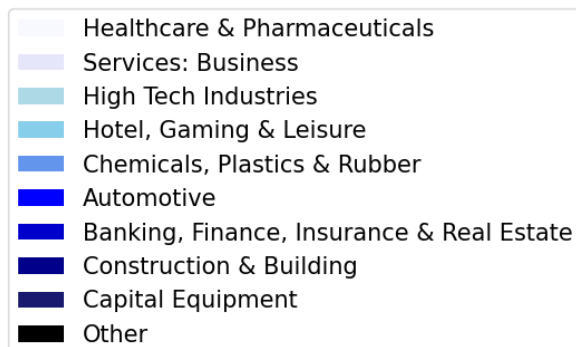 Healthcare & Pharmaceuticals
Services: Business
High Tech Industries
Hotel, Gaming & Leisure
Chemicals, Plastics & Rubber
Automotive
Banking, Finance, Insurance & Real Estate
Construction & Building
Capital Equipment
Other